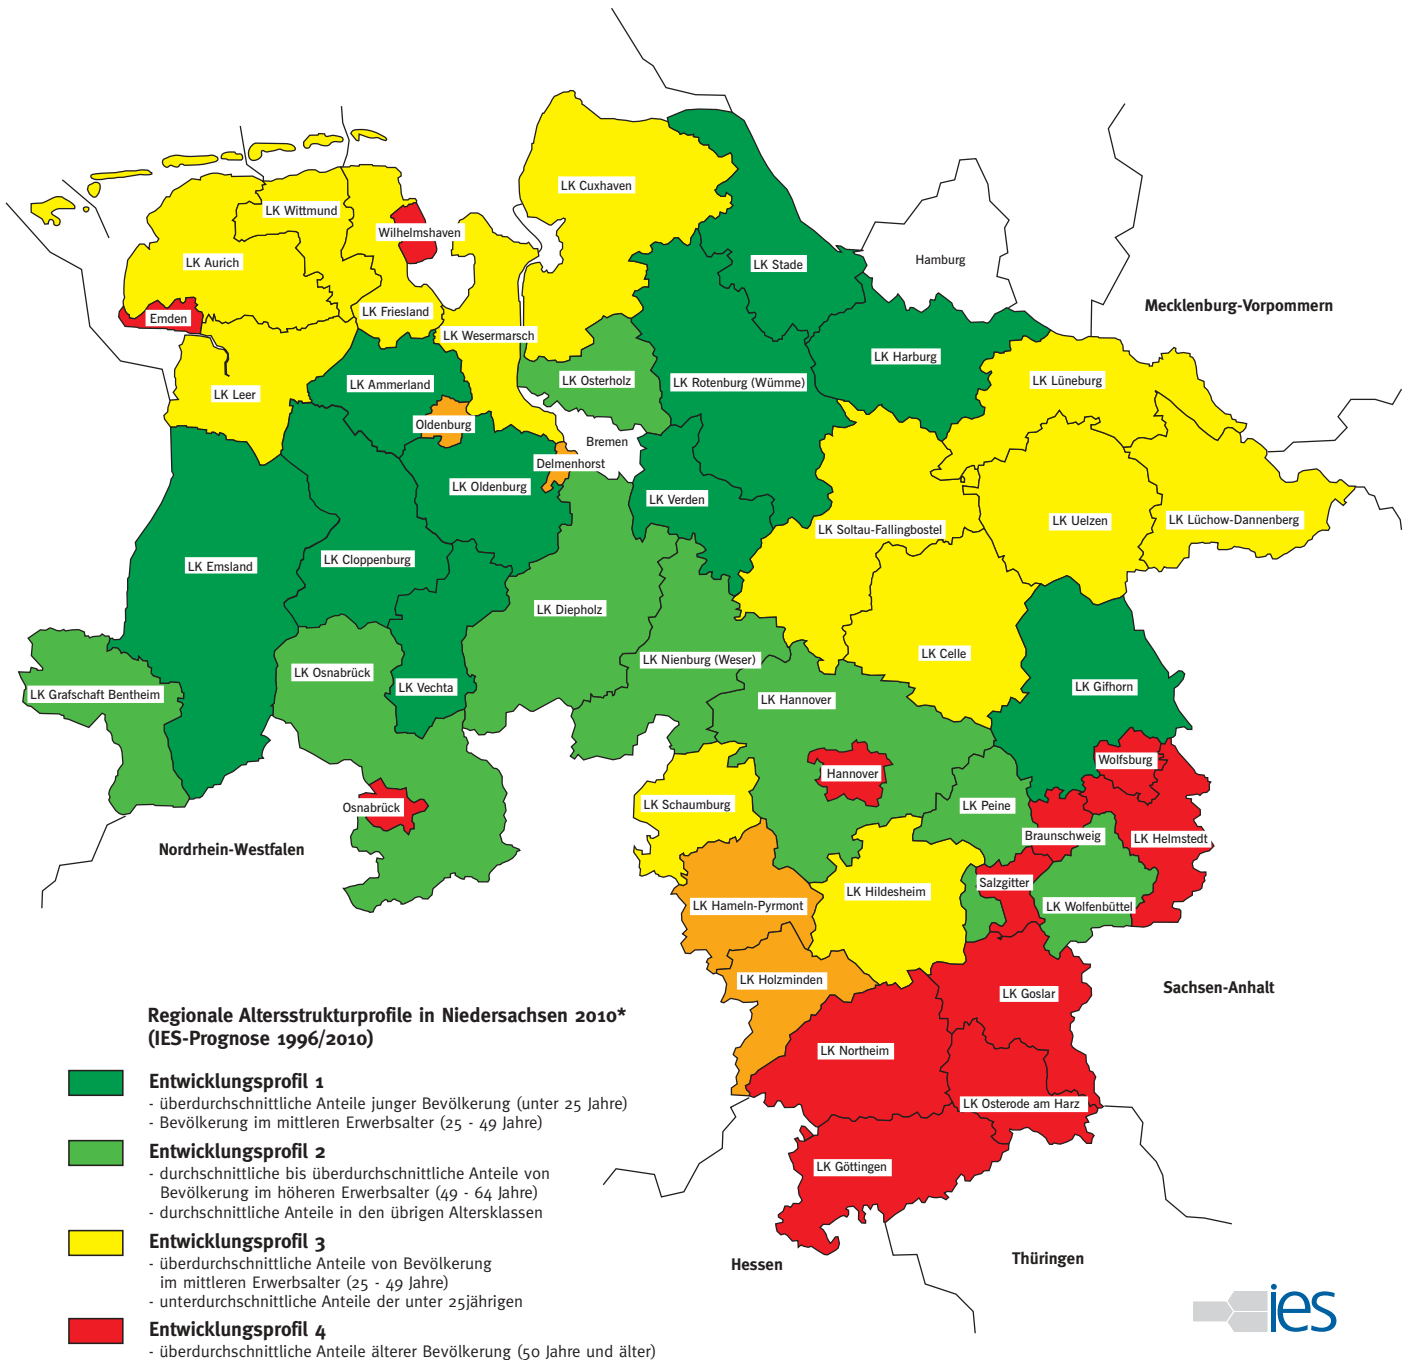 LK Cuxhaven
LK Wittmund
Wilhelmshaven
LK Aurich
LK Stade
Hamburg
Mecklenburg-Vorpommern
Emden
LK Friesland
LK Wesermarsch
LK Harburg
LK Ammerland
LK Osterholz
LK Rotenburg (Wümme)
LK Lüneburg
LK Leer
Oldenburg
Bremen
Delmenhorst
LK Oldenburg
LK Verden
LK Soltau-Fallingbostel
LK Uelzen
LK Lüchow-Dannenberg
LK Emsland
LK Cloppenburg
LK Diepholz
LK Celle
LK Nienburg (Weser)
LK Osnabrück
LK Grafschaft Bentheim
LK Vechta
LK Hannover
LK Gifhorn
Wolfsburg
Hannover
Osnabrück
LK Schaumburg
LK Peine
Braunschweig
LK Helmstedt
Nordrhein-Westfalen
Salzgitter
LK Hildesheim
LK Hameln-Pyrmont
LK Wolfenbüttel
LK Holzminden
Sachsen-Anhalt
LK Goslar
LK Northeim
LK Osterode am Harz
LK Göttingen
Hessen
Thüringen
Regionale Altersstrukturprofile in Niedersachsen 2010*
(IES-Prognose 1996/2010)
Entwicklungsprofil 1
- überdurchschnittliche Anteile junger Bevölkerung (unter 25 Jahre)
- Bevölkerung im mittleren Erwerbsalter (25 - 49 Jahre)
Entwicklungsprofil 2
- durchschnittliche bis überdurchschnittliche Anteile von
Bevölkerung im höheren Erwerbsalter (49 - 64 Jahre)
- durchschnittliche Anteile in den übrigen Altersklassen
Entwicklungsprofil 3
- überdurchschnittliche Anteile von Bevölkerung
im mittleren Erwerbsalter (25 - 49 Jahre)
- unterdurchschnittliche Anteile der unter 25jährigen
Entwicklungsprofil 4
- überdurchschnittliche Anteile älterer Bevölkerung (50 Jahre und älter)
ies